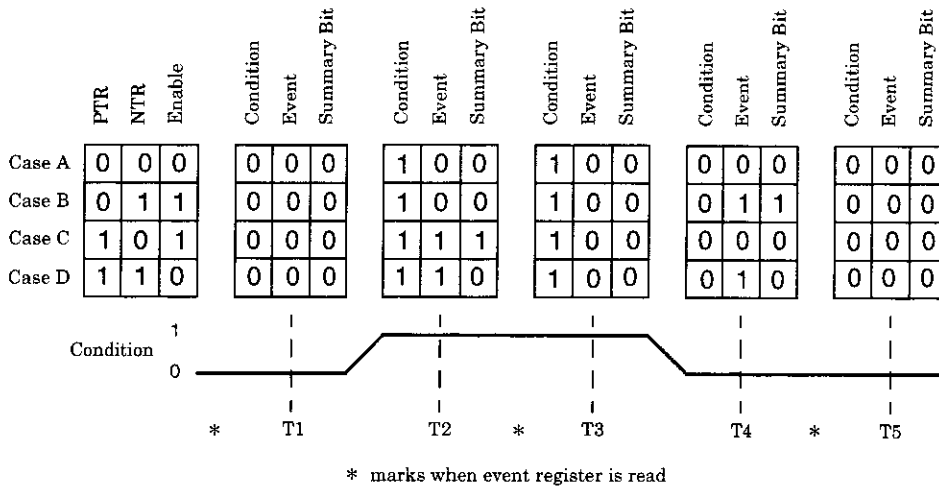 PTR NTR Enable Condition Event Summary Bit Condition Event Summary Bit Condition Event Summary Bit Condition Event Summary Bit Condition Event Summary Bit
Case A 0 0 0 0 0 0 1 0 0 1 0 0 0 0 0 0 0 0
Case B 0 1 1 0 0 0 1 0 0 1 0 0 0 1 1 0 0 0
Case C 1 0 1 0 0 0 1 1 1 1 0 0 0 0 0 0 0 0
Case D 1 1 0 0 0 0 1 1 0 1 0 0 0 1 0 0 0 0
1
Condition
0
* T1 T2 * T3 T4 * T5
* marks when event register is read